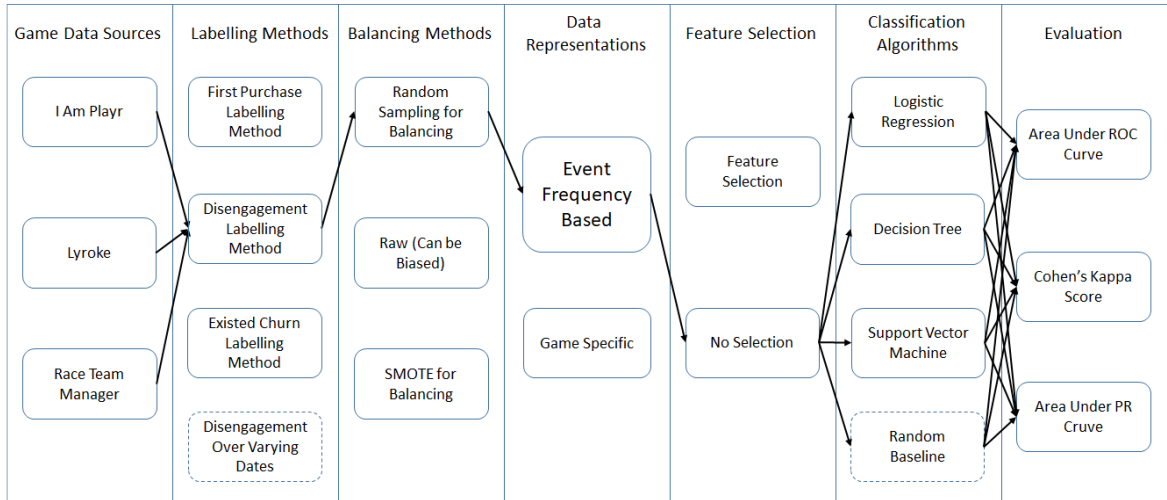 Game Data Sources
Labelling Methods
Balancing Methods
Data
Representations
Feature Selection
Classification
Algorithms
Evaluation
I Am Playr
Lyroke
Race Team
Manager
First Purchase
Labelling
Method
Disengagement
Labelling
Method
Existed Churn
Labelling
Method
Disengagement
Over Varying
Dates
Random
Sampling for
Balancing
Raw (Can be
Biased)
SMOTE for
Balancing
Event
Frequency
Based
Game Specific
Feature
Selection
No Selection
Logistic
Regression
Decision Tree
Support Vector
Machine
Random
Baseline
Area Under ROC
Curve
Cohen’s Kappa
Score
Area Under PR
Cruve